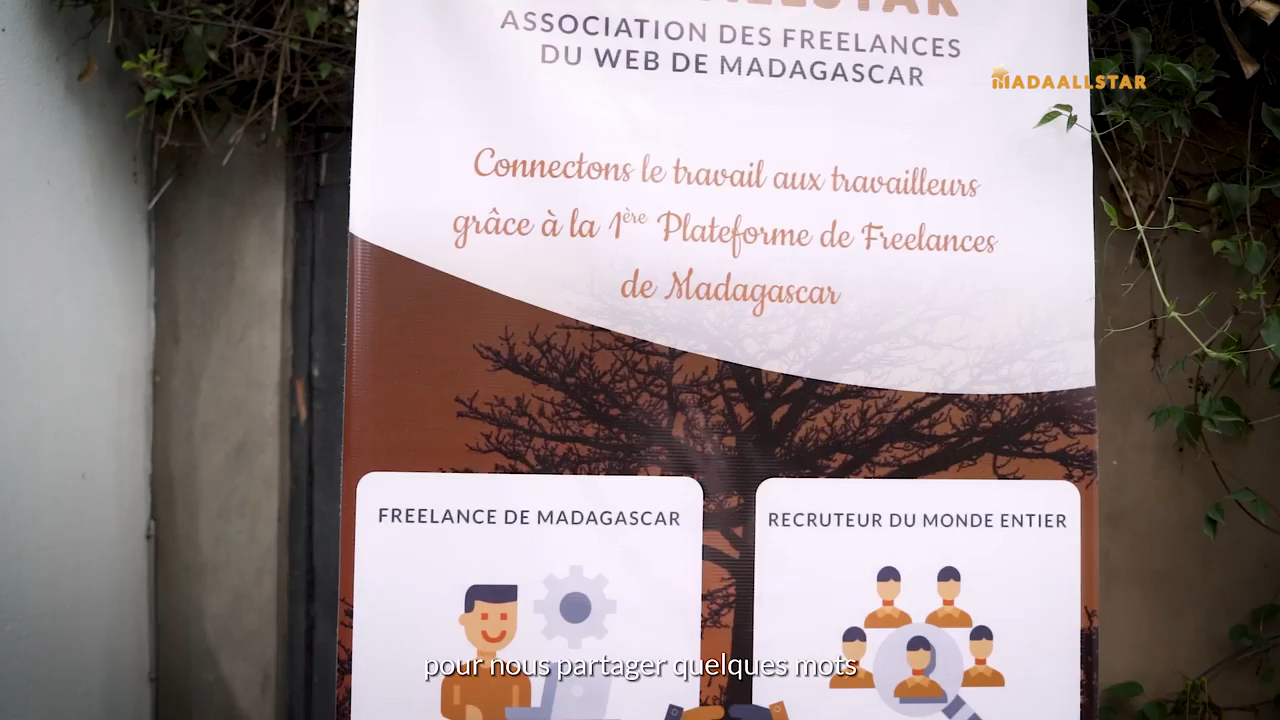 ASSOCIATION DES FREELANCES
DU WEB DE MADAGASCAR
MADAALLSTAR
Connectons le travail aux travailleurs
grâce à la 1ère Plateforme de Freelances
de Madagascar
FREELANCE DE MADAGASCAR
RECRUTEUR DU MONDE ENTIER
pour nous partager quelques mots